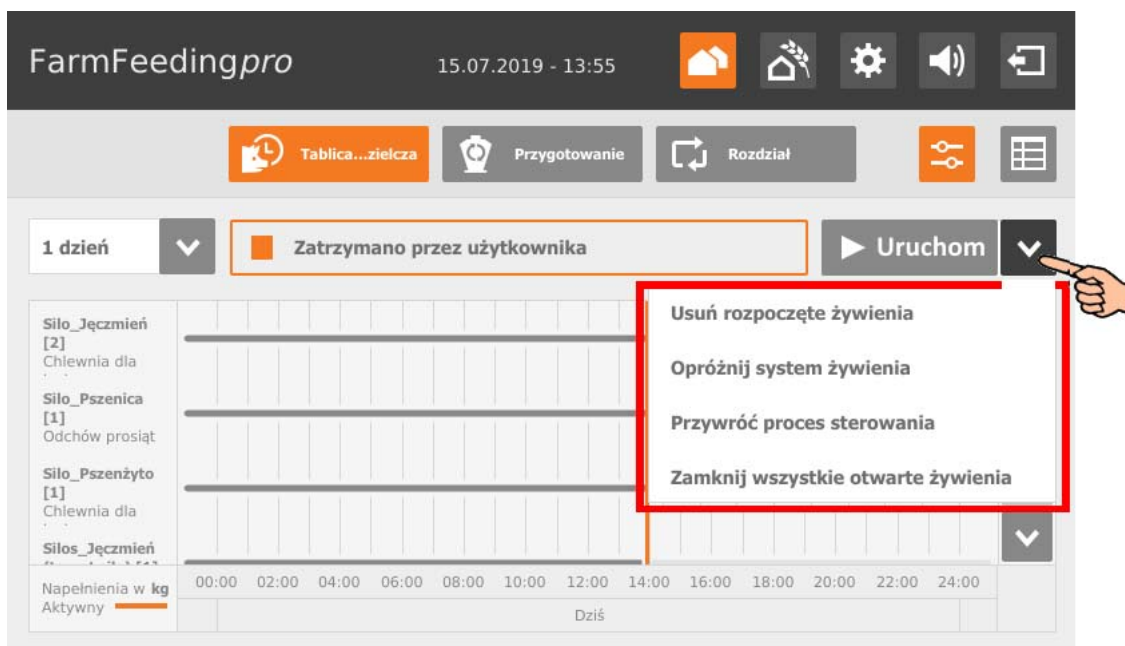 FarmFeedingpro
15.07.2019 - 13:55
Tablica...zielcza
Przygotowanie
Rozdział
1 dzień
Zatrzymano przez użytkownika
Uruchom
Usuń rozpoczęte żywienia
Opróżnij system żywienia
Przywróć proces sterowania
Zamknij wszystkie otwarte żywienia
Silo_Jęczmień
[2]
Chlewnia dla
Silo_Pszenica
[1]
Odchów prosiąt
Silo_Pszenżyto
[1]
Chlewnia dla
Silos_Jęczmień
Napełnienia w kg
Aktywny
00:00 02:00 04:00 06:00 08:00 10:00 12:00 14:00 16:00 18:00 20:00 22:00 24:00
Dziś